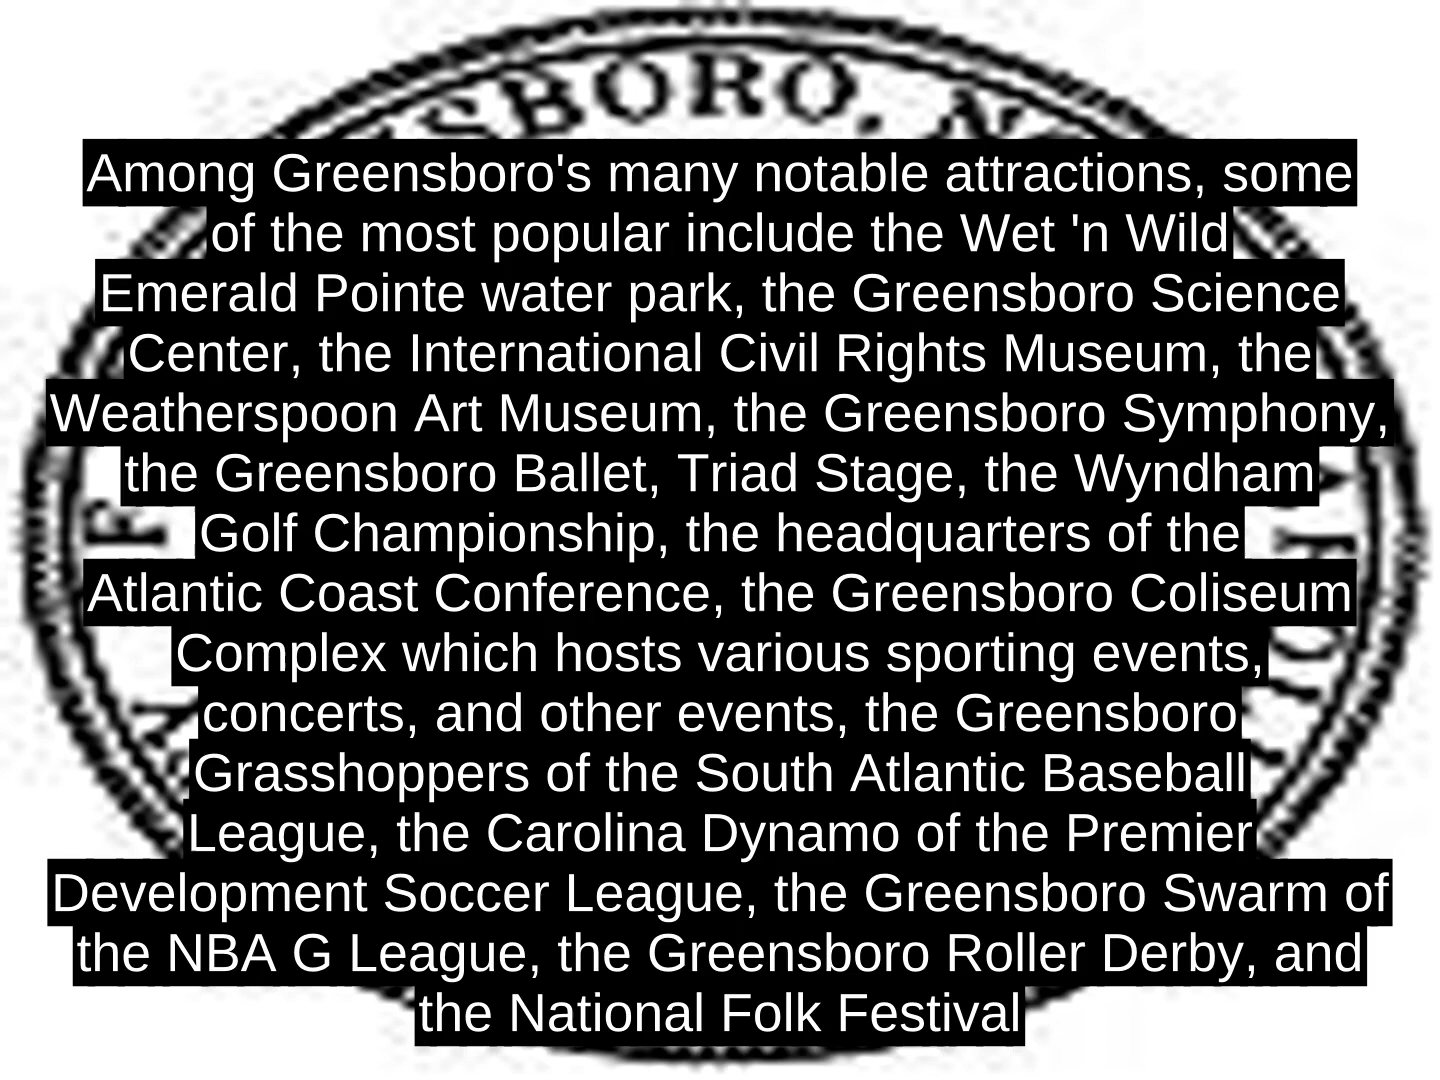 SBORO, N
Among Greensboro's many notable attractions, some
of the most popular include the Wet 'n Wild
Emerald Pointe water park, the Greensboro Science
Center, the International Civil Rights Museum, the
Weatherspoon Art Museum, the Greensboro Symphony,
the Greensboro Ballet, Triad Stage, the Wyndham
Golf Championship, the headquarters of the
Atlantic Coast Conference, the Greensboro Coliseum
Complex which hosts various sporting events,
concerts, and other events, the Greensboro
Grasshoppers of the South Atlantic Baseball
League, the Carolina Dynamo of the Premier
Development Soccer League, the Greensboro Swarm of
the NBA G League, the Greensboro Roller Derby, and
the National Folk Festival